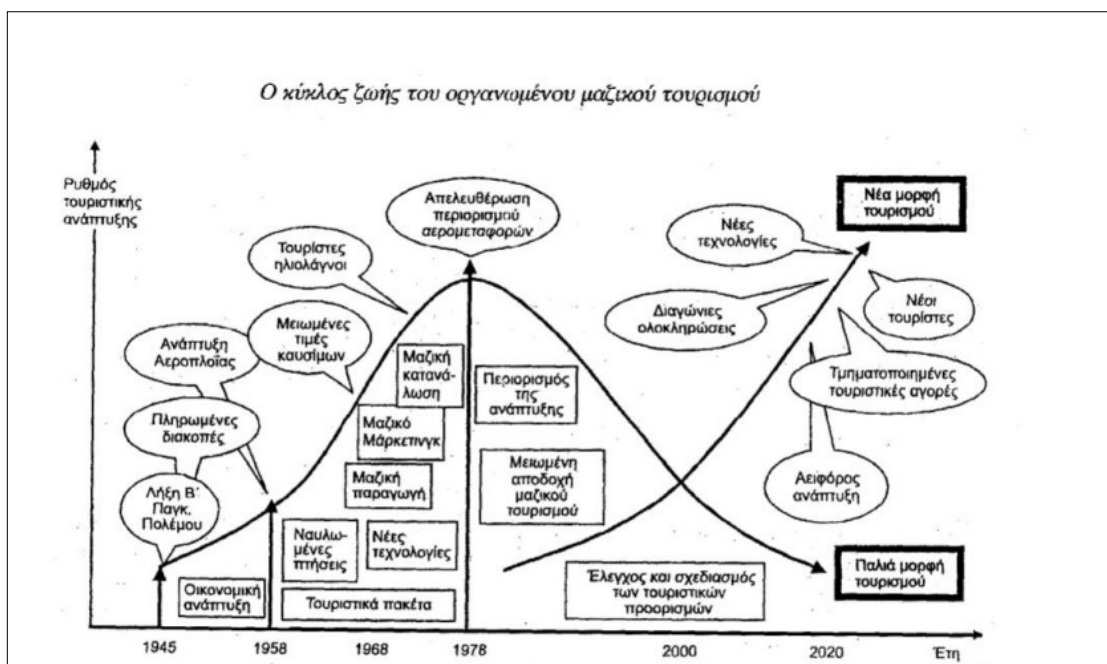 Ο κύκλος ζωής του οργανωμένου μαζικού τουρισμού
Ρυθμός
τουριστικής
ανάπτυξης
Απελευθέρωση
περιορισμού
αερομεταφορών
Νέα μορφή
τουρισμού
Νέες
τεχνολογίες
Τουρίστες
ηλιολάγνοι
Διαγώνιες
ολοκληρώσεις
Νέοι
τουρίστες
Μειωμένες
τιμές
καυσίμων
Ανάπτυξη
Αεροπλοΐας
Μαζική
κατανά-
λωση
Περιορισμός
της
ανάπτυξης
Τμηματοποιημένες
τουριστικές αγορές
Πληρωμένες
διακοπές
Μαζικό
Μάρκετινγκ
Μαζική
παραγωγή
Μειωμένη
αποδοχή
μαζικού
τουρισμού
Αειφόρος
ανάπτυξη
Λήξη Β΄
Παγκ.
Πολέμου
Ναυλω-
μένες
πτήσεις
Νέες
τεχνολογίες
Οικονομική
ανάπτυξη
Τουριστικά πακέτα
Έλεγχος και σχεδιασμός
των τουριστικών
προορισμών
Παλιά μορφή
τουρισμού
1945 1958 1968 1978 2000 2020 Έτη